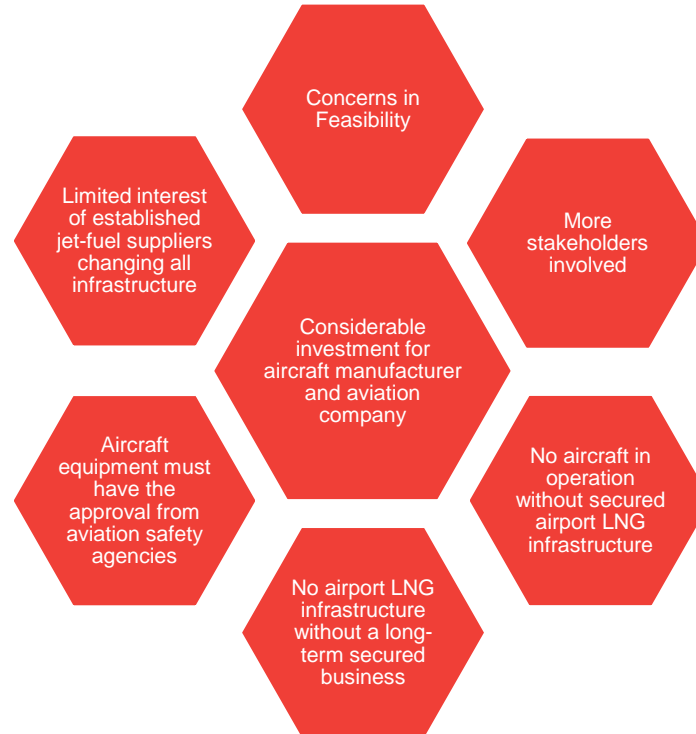 Concerns in
Feasibility
Limited interest
of established
jet-fuel suppliers
changing all
infrastructure
More
stakeholders
involved
Considerable
investment for
aircraft manufacturer
and aviation
company
Aircraft
equipment must
have the
approval from
aviation safety
agencies
No aircraft in
operation
without secured
airport LNG
infrastructure
No airport LNG
infrastructure
without a long-
term secured
business